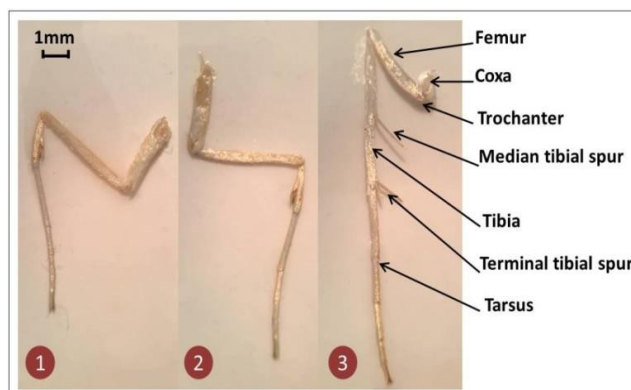 1mm
Femur
Coxa
Trochanter
Median tibial spur
Tibia
Terminal tibial spur
Tarsus
1
2
3